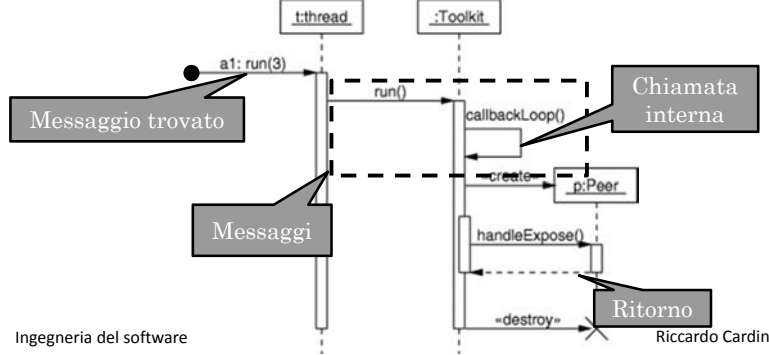 t:thread
:Toolkit
a1: run(3)
Messaggio trovato
run()
callbackLoop()
Chiamata
interna
«create»
p:Peer
Messaggi
handleExpose()
Ritorno
«destroy»
Ingegneria del software
Riccardo Cardin